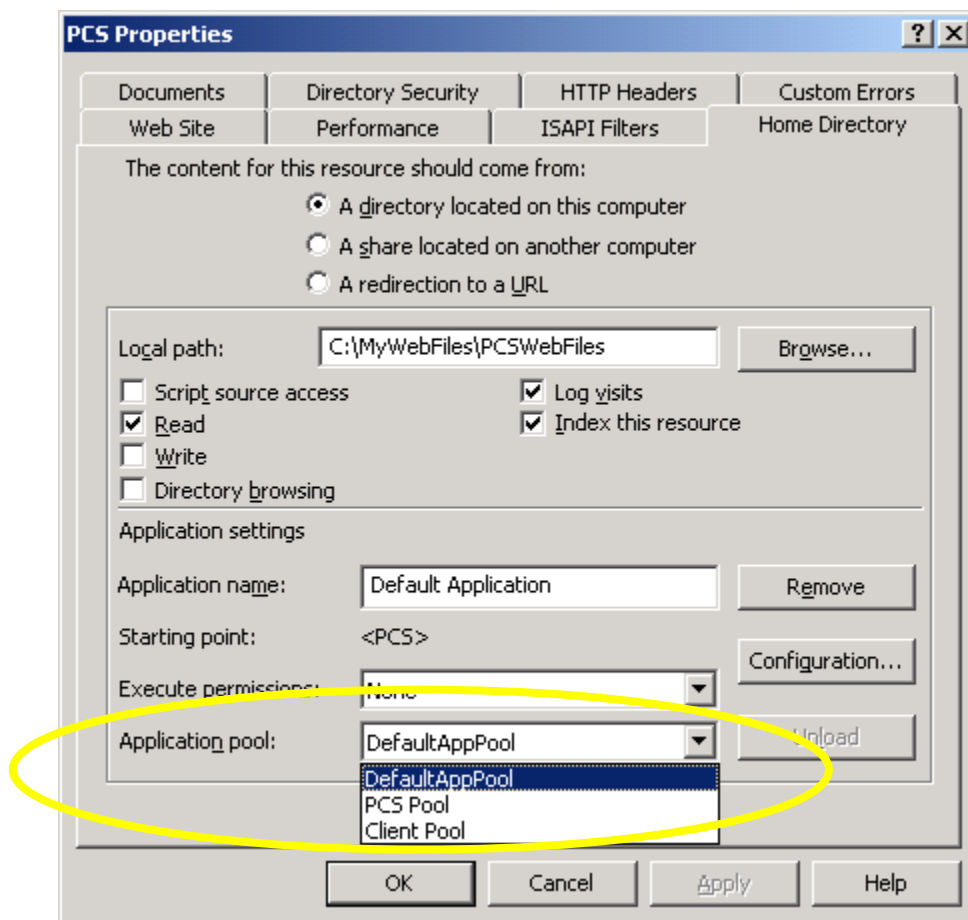 PCS Properties
Documents Directory Security HTTP Headers Custom Errors
Web Site Performance ISAPI Filters Home Directory
The content for this resource should come from:
A directory located on this computer
A share located on another computer
A redirection to a URL
Local path: C:\MyWebFiles\PCSWebFiles Browse...
Script source access Log visits
Read Index this resource
Write
Directory browsing
Application settings
Application name: Default Application Remove
Starting point: <PCS>
Configuration...
Execute permissions: None
Application pool: DefaultAppPool Unload
DefaultAppPool
PCS Pool
Client Pool
OK Cancel Apply Help